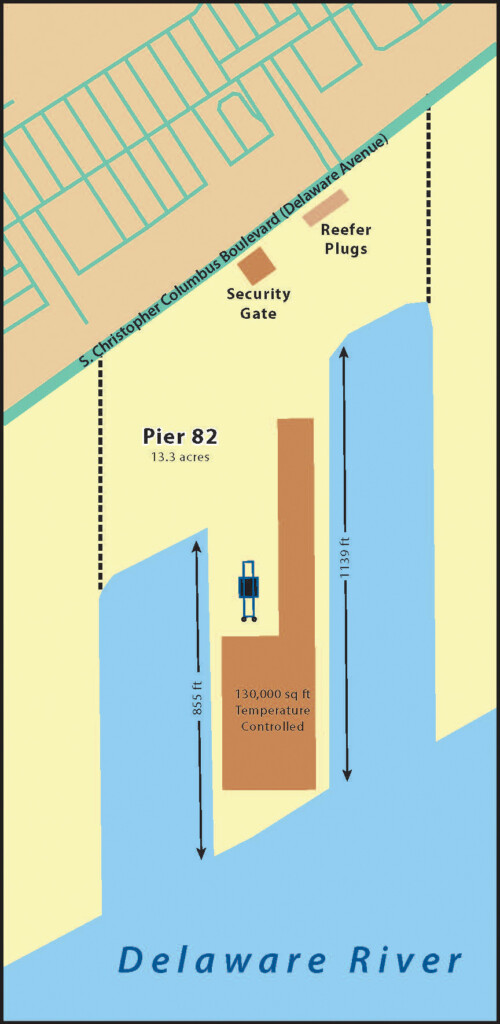 S. Christopher Columbus Boulevard (Delaware Avenue)
Reefer
Plugs
Security
Gate
Pier 82
13.3 acres
1139 ft
855 ft
130,000 sq ft
Temperature
Controlled
Delaware River